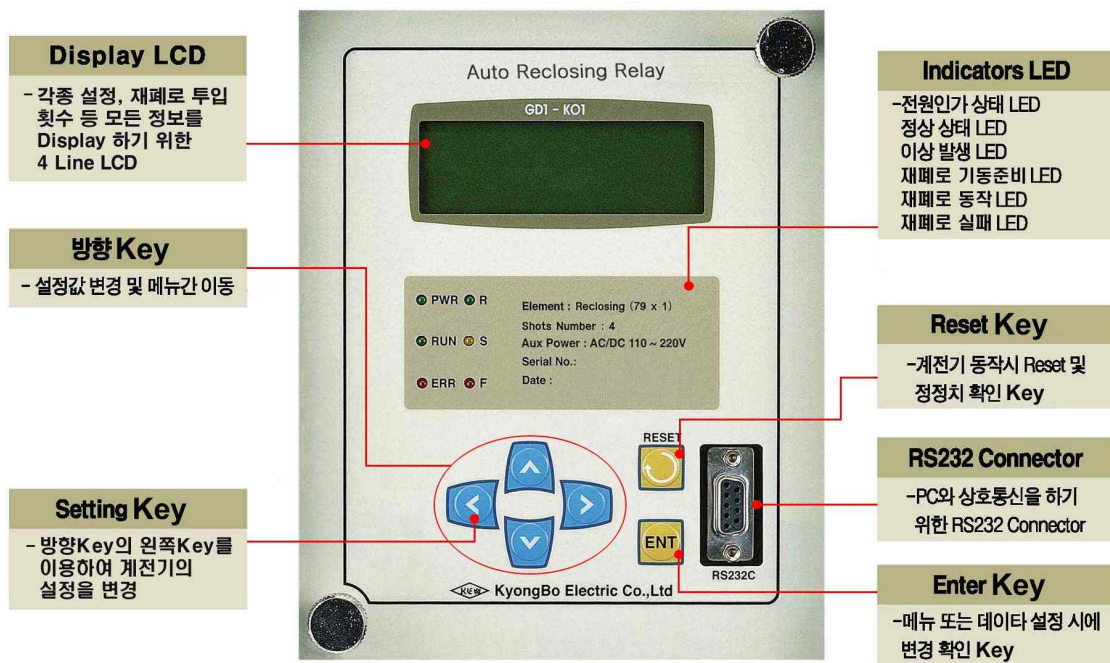 Display LCD
- 각종 설정, 재폐로 투입
횟수 등 모든 정보를
Display 하기 위한
4 Line LCD
방향 Key
- 설정값 변경 및 메뉴간 이동
Setting Key
- 방향Key의 왼쪽Key를
이용하여 계전기의
설정을 변경
Auto Reclosing Relay
GD1 - K01
PWR R
RUN S
ERR F
Element : Reclosing (79 x 1)
Shots Number : 4
Aux Power : AC/DC 110 ~ 220V
Serial No.:
Date :
RESET
ENT
RS232C
KEW KyongBo Electric Co.,Ltd
Indicators LED
-전원인가 상태 LED
정상 상태 LED
이상 발생 LED
재폐로 기동준비 LED
재폐로 동작 LED
재폐로 실패 LED
Reset Key
-계전기 동작시 Reset 및
정정치 확인 Key
RS232 Connector
-PC와 상호통신을 하기
위한 RS232 Connector
Enter Key
-메뉴 또는 데이타 설정 시에
변경 확인 Key